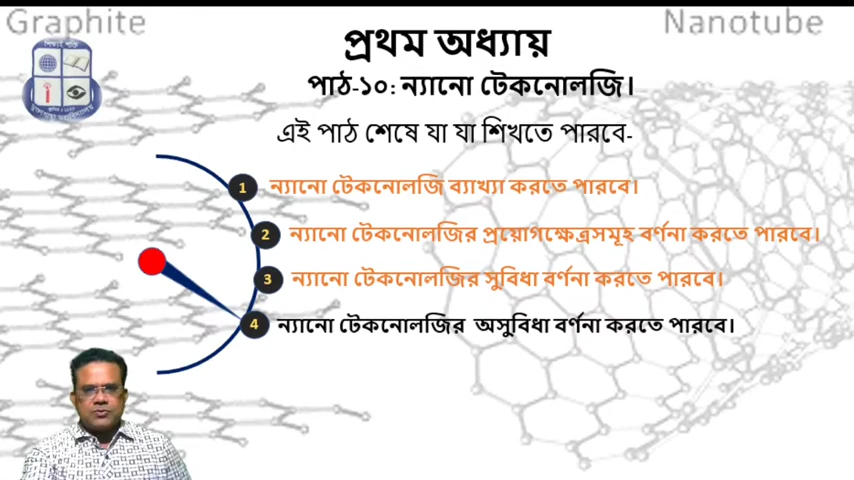 Graphite
Nanotube
প্রথম অধ্যায়
পাঠ-১০: ন্যানো টেকনোলজি।
এই পাঠ শেষে যা যা শিখতে পারবে-
1 ন্যানো টেকনোলজি ব্যাখ্যা করতে পারবে।
2 ন্যানো টেকনোলজির প্রয়োগক্ষেত্রসমূহ বর্ণনা করতে পারবে।
3 ন্যানো টেকনোলজির সুবিধা বর্ণনা করতে পারবে।
4 ন্যানো টেকনোলজির অসুবিধা বর্ণনা করতে পারবে।